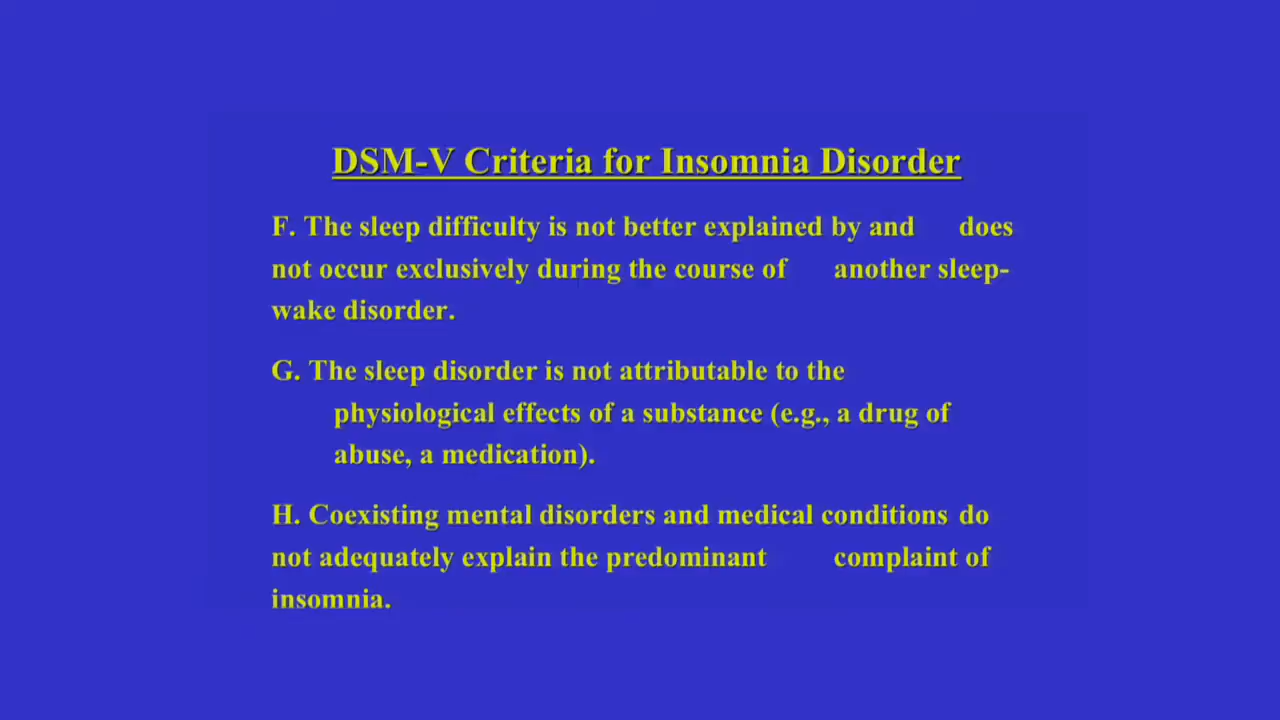 DSM-V Criteria for Insomnia Disorder
F. The sleep difficulty is not better explained by and does
not occur exclusively during the course of another sleep-
wake disorder.
G. The sleep disorder is not attributable to the
physiological effects of a substance (e.g., a drug of
abuse, a medication).
H. Coexisting mental disorders and medical conditions do
not adequately explain the predominant complaint of
insomnia.